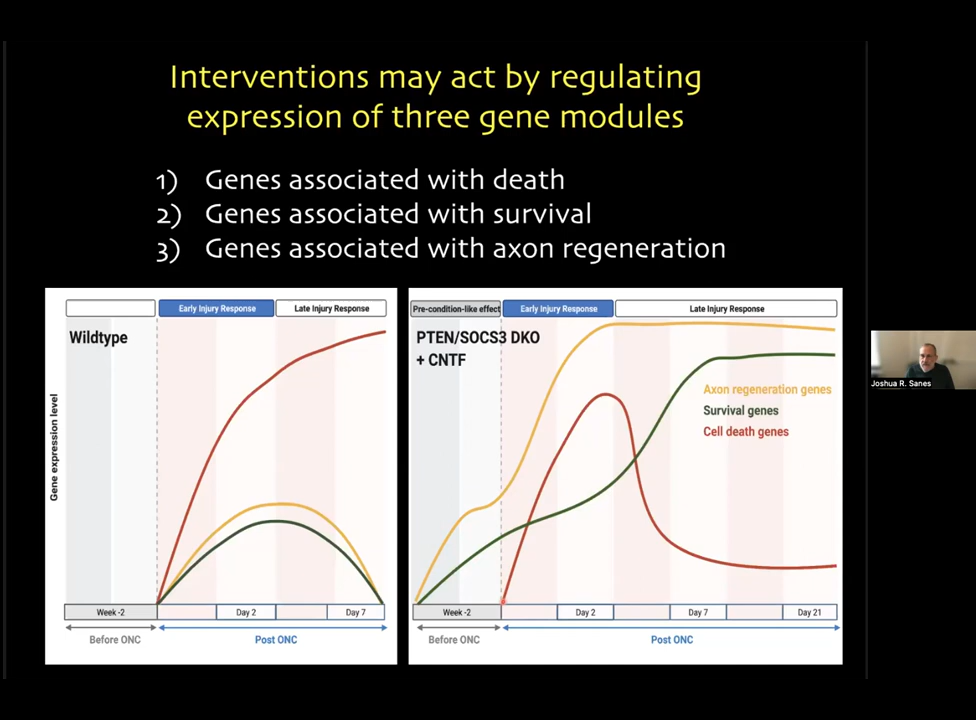 Interventions may act by regulating
expression of three gene modules
1) Genes associated with death
2) Genes associated with survival
3) Genes associated with axon regeneration
Early Injury Response
Late Injury Response
Wildtype
Gene expression level
Week -2
Day 2
Day 7
Before ONC
Post ONC
Pre-condition-like effect
Early Injury Response
Late Injury Response
PTEN/SOCS3 DKO
+ CNTF
Axon regeneration genes
Survival genes
Cell death genes
Week -2
Day 2
Day 7
Day 21
Before ONC
Post ONC
Joshua R. Sanes